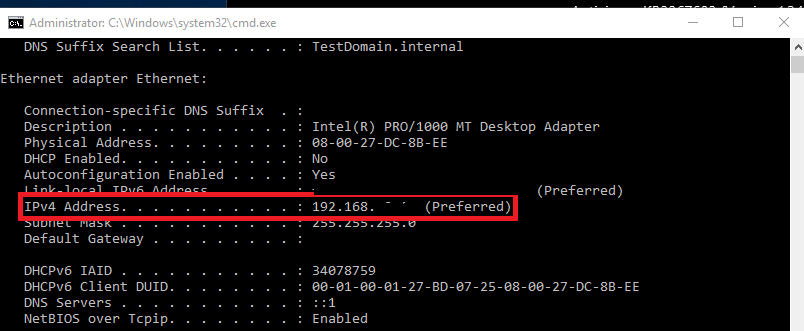 Administrator: C:\Windows\system32\cmd.exe
DNS Suffix Search List. . . . . . : TestDomain.internal
Ethernet adapter Ethernet:
Connection-specific DNS Suffix  . :
Description . . . . . . . . . . . : Intel(R) PRO/1000 MT Desktop Adapter
Physical Address. . . . . . . . . : 08-00-27-DC-8B-EE
DHCP Enabled. . . . . . . . . . . : No
Autoconfiguration Enabled . . . . : Yes
Link-local IPv6 Address . . . . . : (Preferred)
IPv4 Address. . . . . . . . . . . : 192.168. (Preferred)
Subnet Mask . . . . . . . . . . . : 255.255.255.0
Default Gateway . . . . . . . . . :
DHCPv6 IAID . . . . . . . . . . . : 34078759
DHCPv6 Client DUID. . . . . . . . : 00-01-00-01-27-BD-07-25-08-00-27-DC-8B-EE
DNS Servers . . . . . . . . . . . : ::1
NetBIOS over Tcpip. . . . . . . . : Enabled